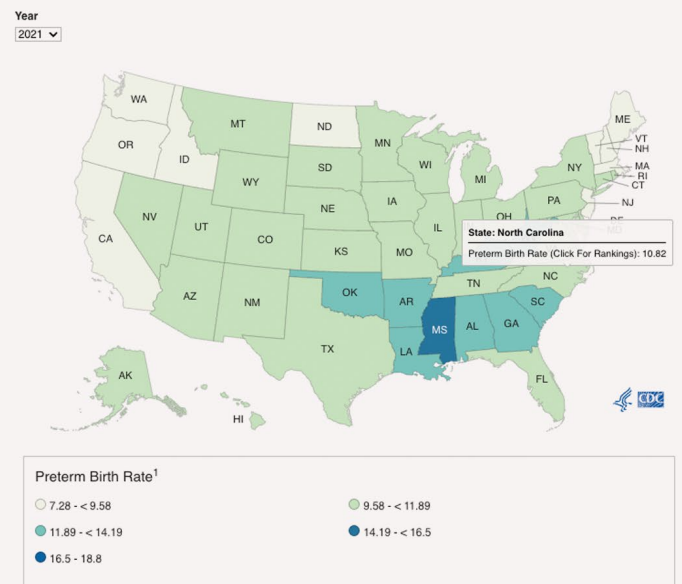 Year
2021
WA
MT
ND
MN
ME
VT
NH
OR
ID
SD
WI
MI
NY
MA
RI
CT
WY
NE
IA
PA
NJ
NV
UT
CO
KS
MO
IL
OH
DE
MD
CA
AZ
NM
OK
AR
TN
NC
SC
MS
AL
GA
LA
TX
FL
AK
HI
State: North Carolina
Preterm Birth Rate (Click For Rankings): 10.82
CDC
Preterm Birth Rate1
7.28 - < 9.58
9.58 - < 11.89
11.89 - < 14.19
14.19 - < 16.5
16.5 - 18.8